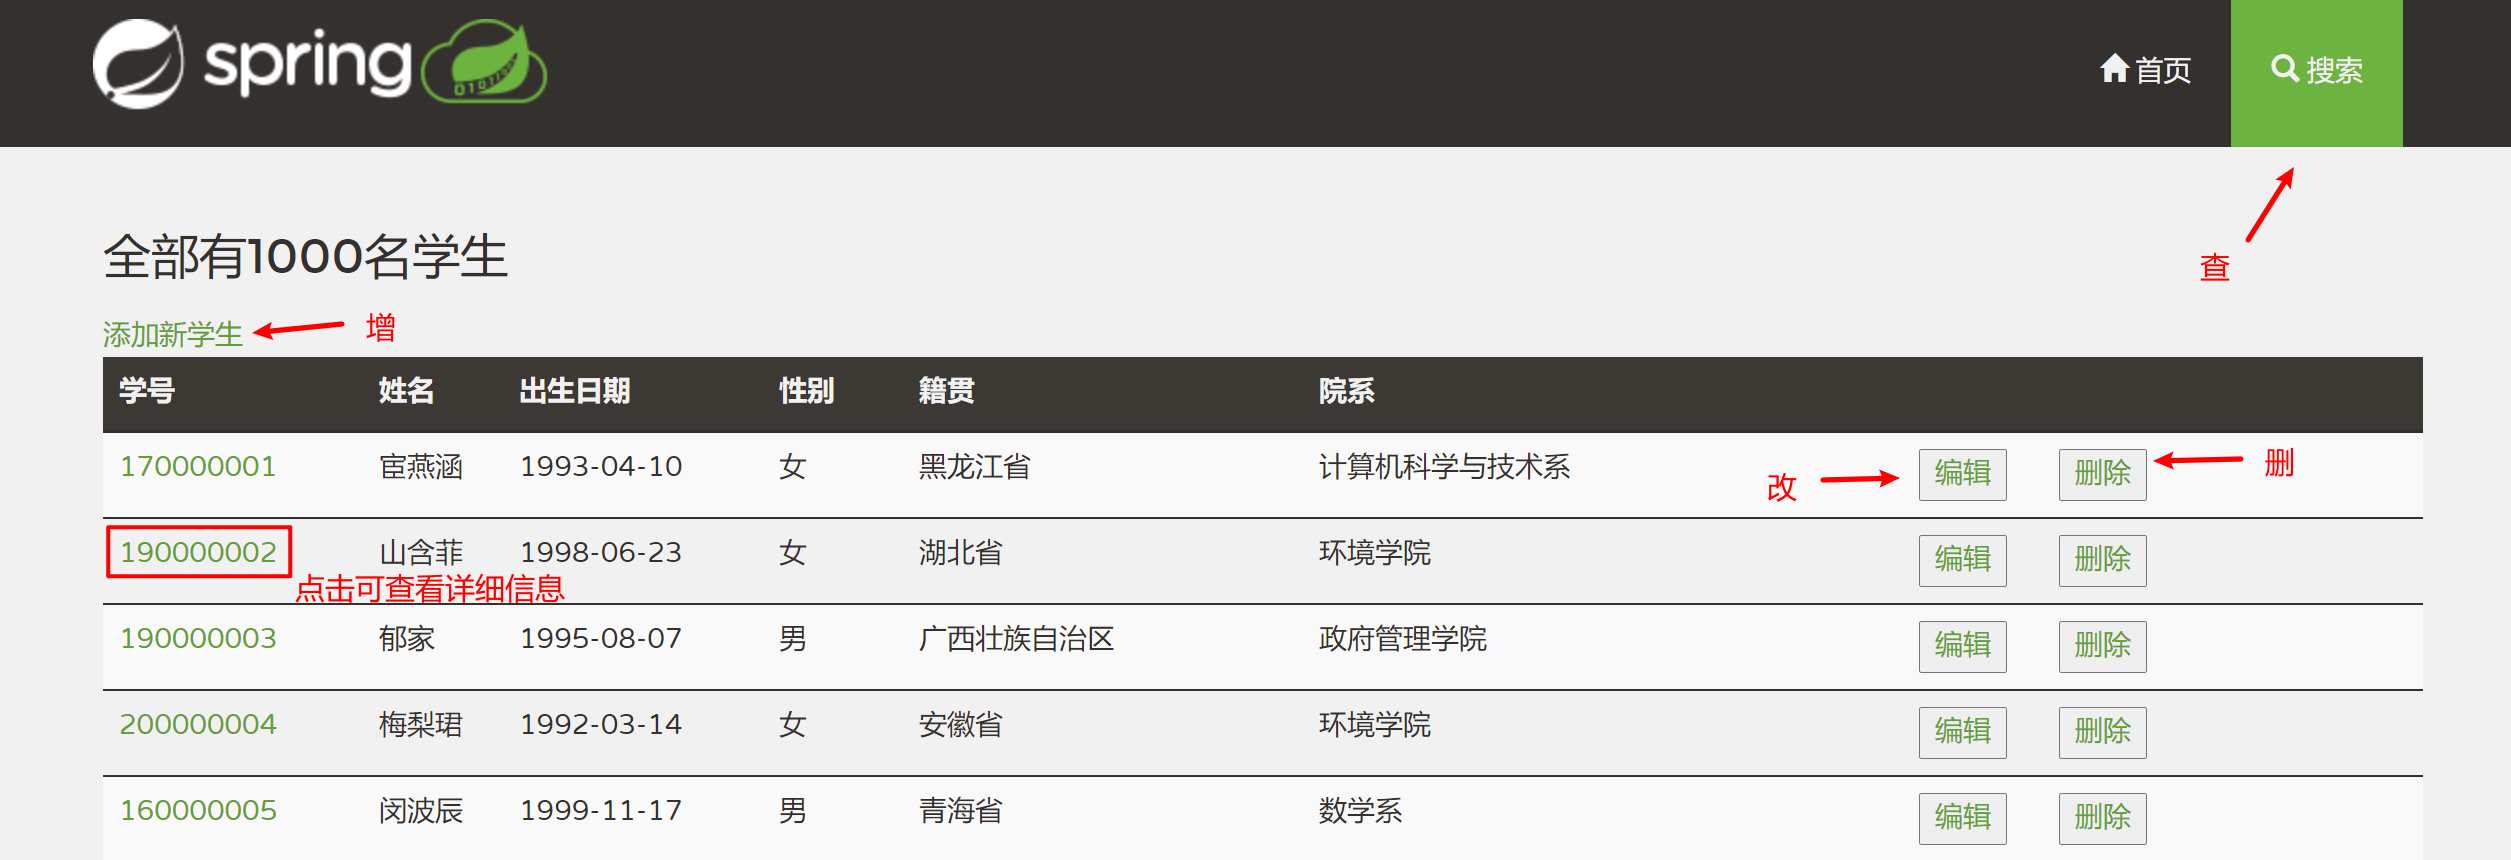 spring
首页 搜索
查
全部有1000名学生
添加新学生 增
学号 姓名 出生日期 性别 籍贯 院系
170000001 宦燕涵 1993-04-10 女 黑龙江省 计算机科学与技术系 改 编辑 删除 删
190000002 山含菲 1998-06-23 女 湖北省 环境学院 编辑 删除
点击可查看详细信息
190000003 郁家 1995-08-07 男 广西壮族自治区 政府管理学院 编辑 删除
200000004 梅梨珺 1992-03-14 女 安徽省 环境学院 编辑 删除
160000005 闵波辰 1999-11-17 男 青海省 数学系 编辑 删除